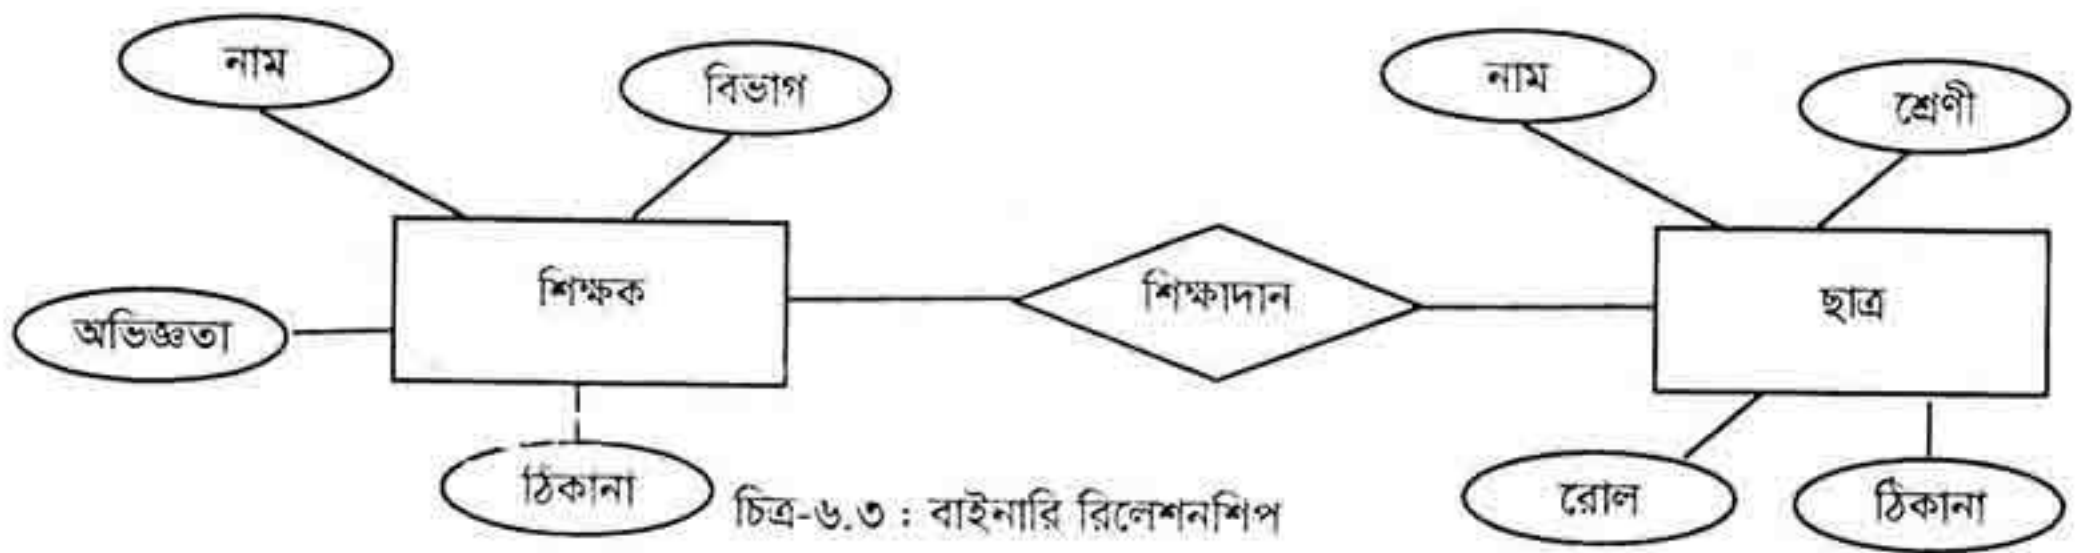 নাম
বিভাগ
নাম
শ্রেণী
শিক্ষক
শিক্ষাদান
ছাত্র
অভিজ্ঞতা
ঠিকানা
চিত্র-৬.৩ : বাইনারি রিলেশনশিপ
রোল
ঠিকানা